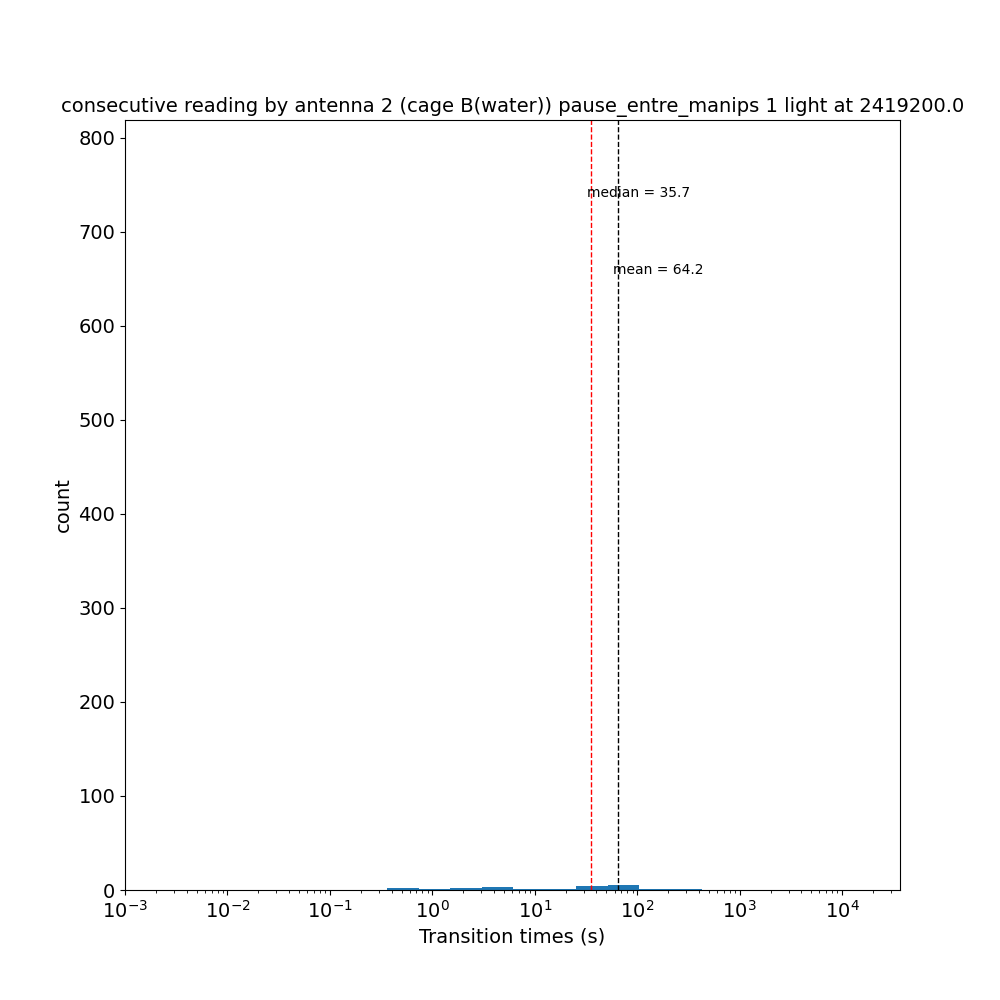 consecutive reading by antenna 2 (cage B(water)) pause_entre_manips 1 light at 2419200.0
800
median = 35.7
700
mean = 64.2
600
500
count
400
300
200
100
0
10⁻³ 10⁻² 10⁻¹ 10⁰ 10¹ 10² 10³ 10⁴
Transition times (s)